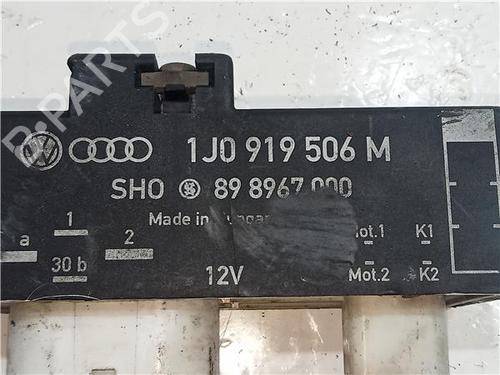 B-PARTS
1J0 919 506 M
SHO 89 8967 000
Made in
1 Mot.1 K1
a 2
30 b 12V Mot.2 K2